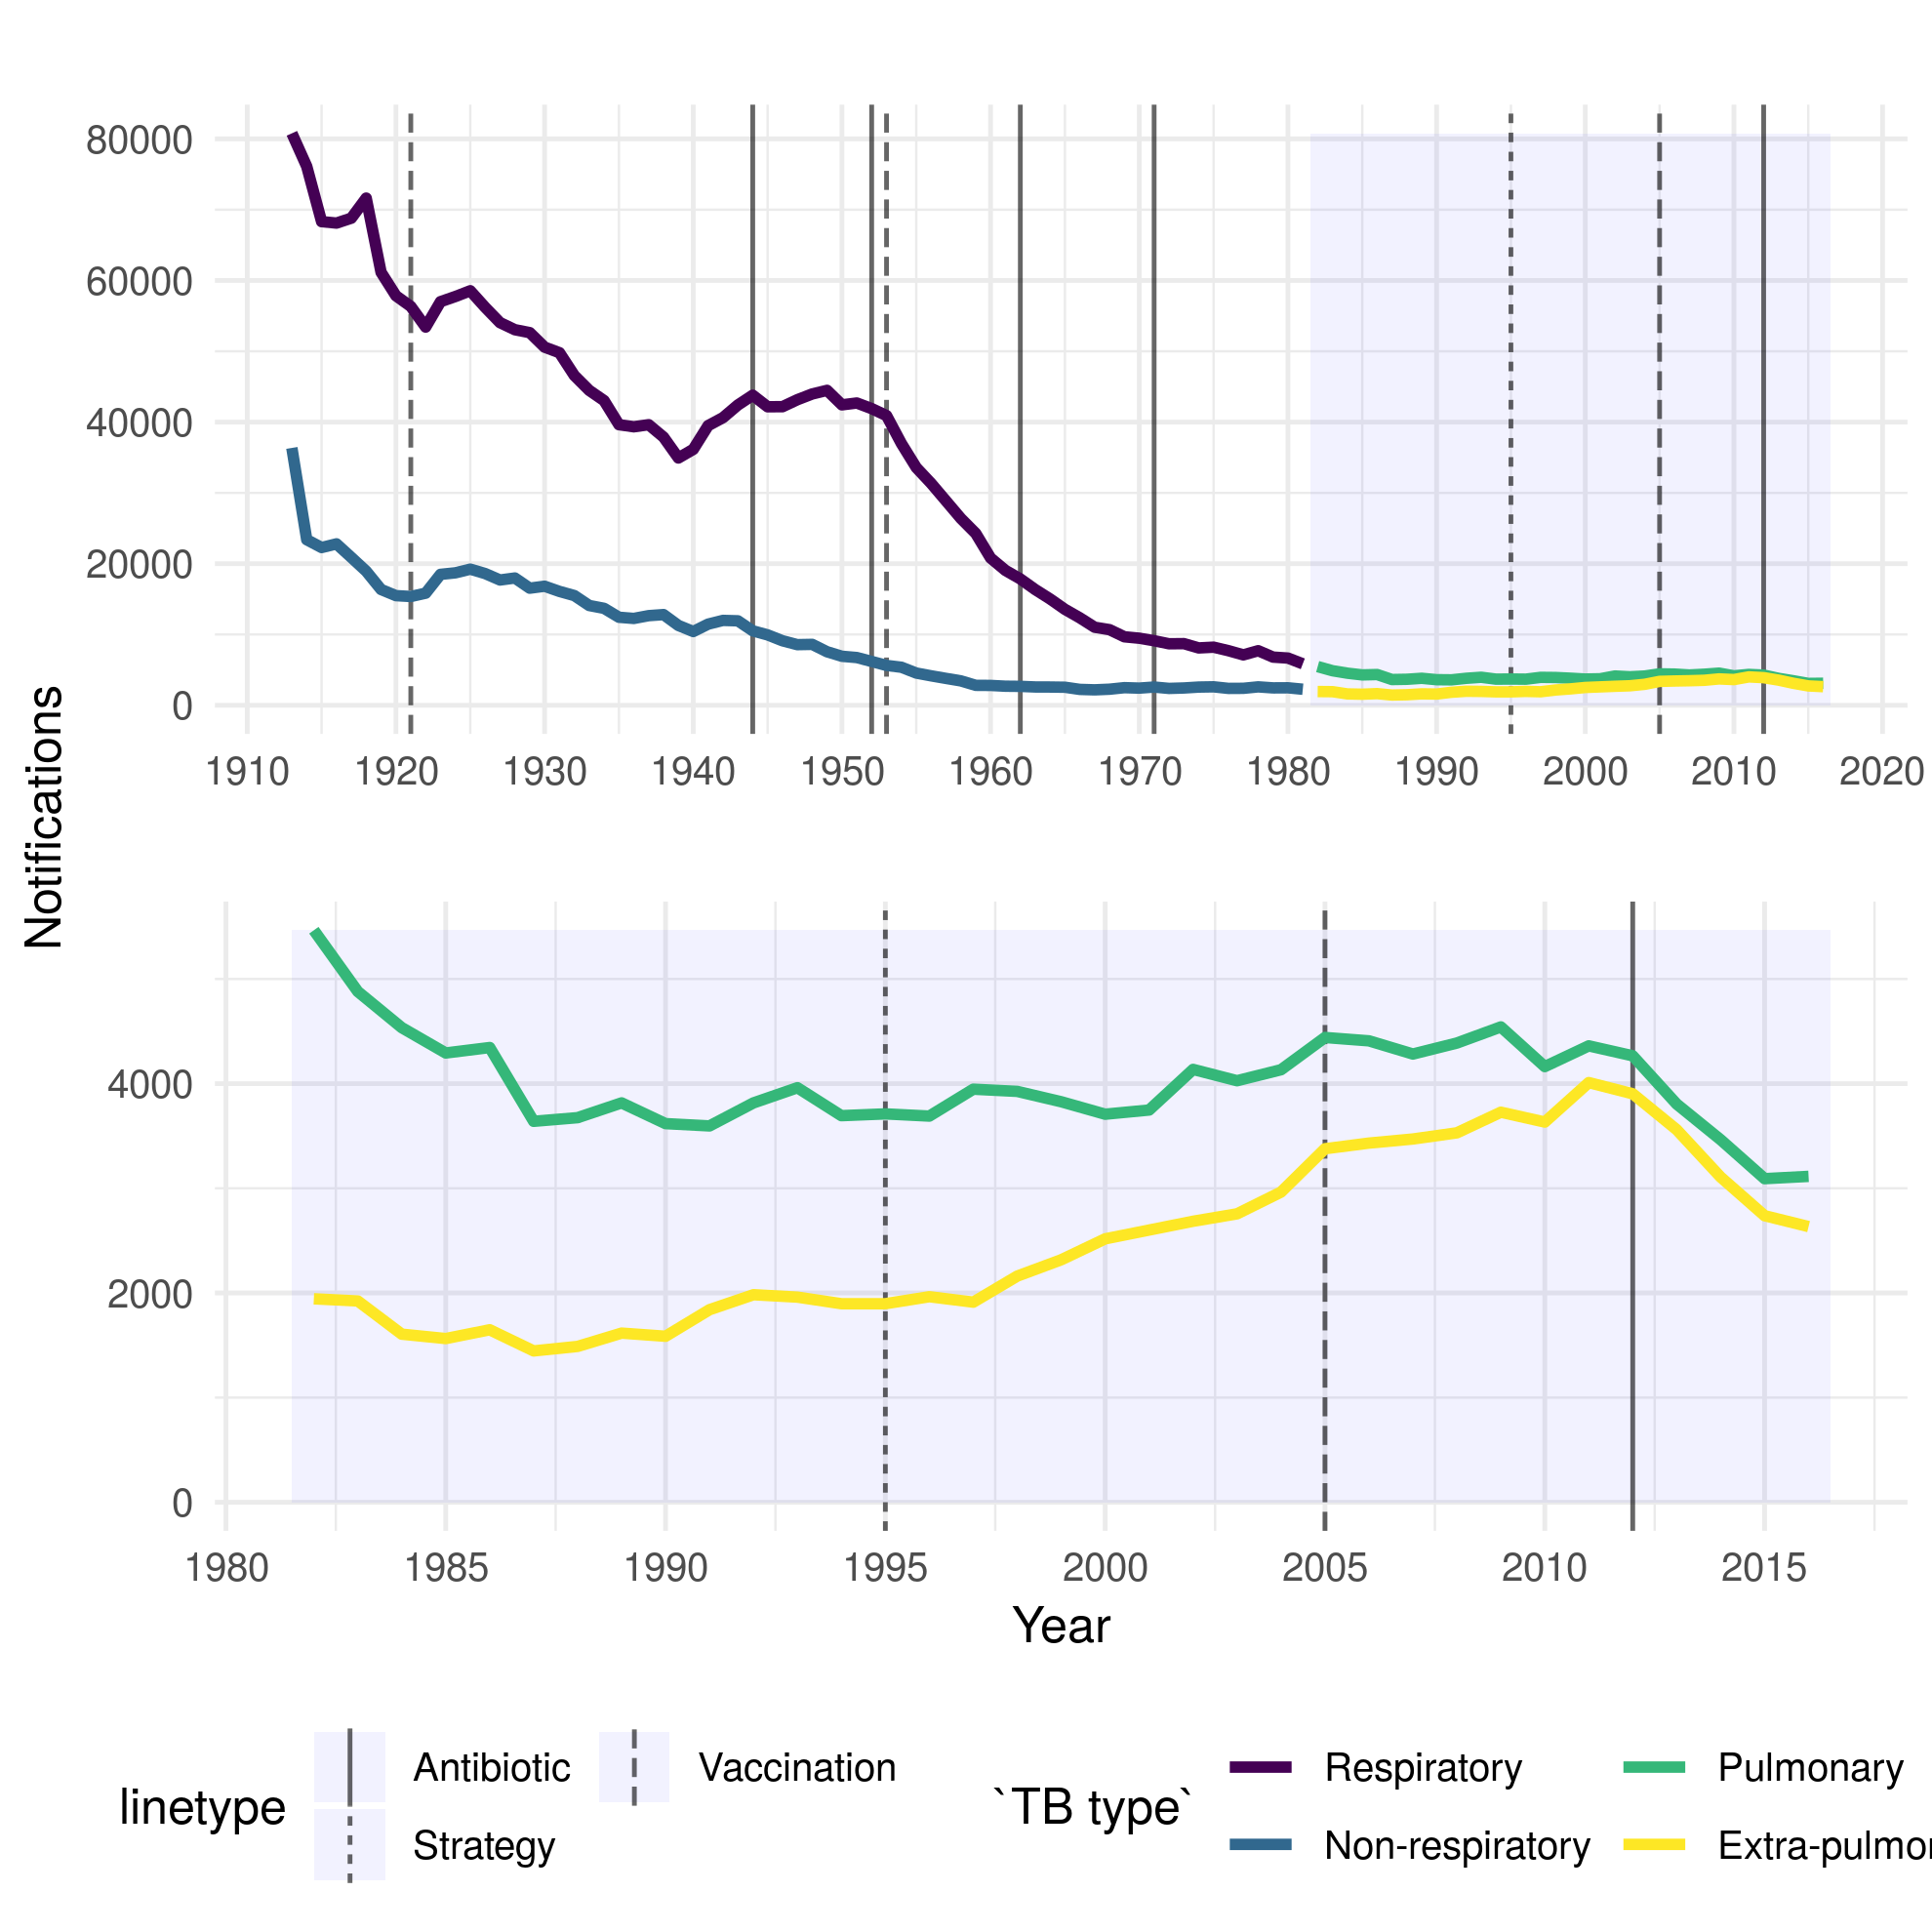 80000
60000
40000
20000
0
1910 1920 1930 1940 1950 1960 1970 1980 1990 2000 2010 2020
Notifications
4000
2000
0
1980 1985 1990 1995 2000 2005 2010 2015
Year
linetype
Antibiotic
Vaccination
Strategy
`TB type`
Respiratory
Pulmonary
Non-respiratory
Extra-pulmo